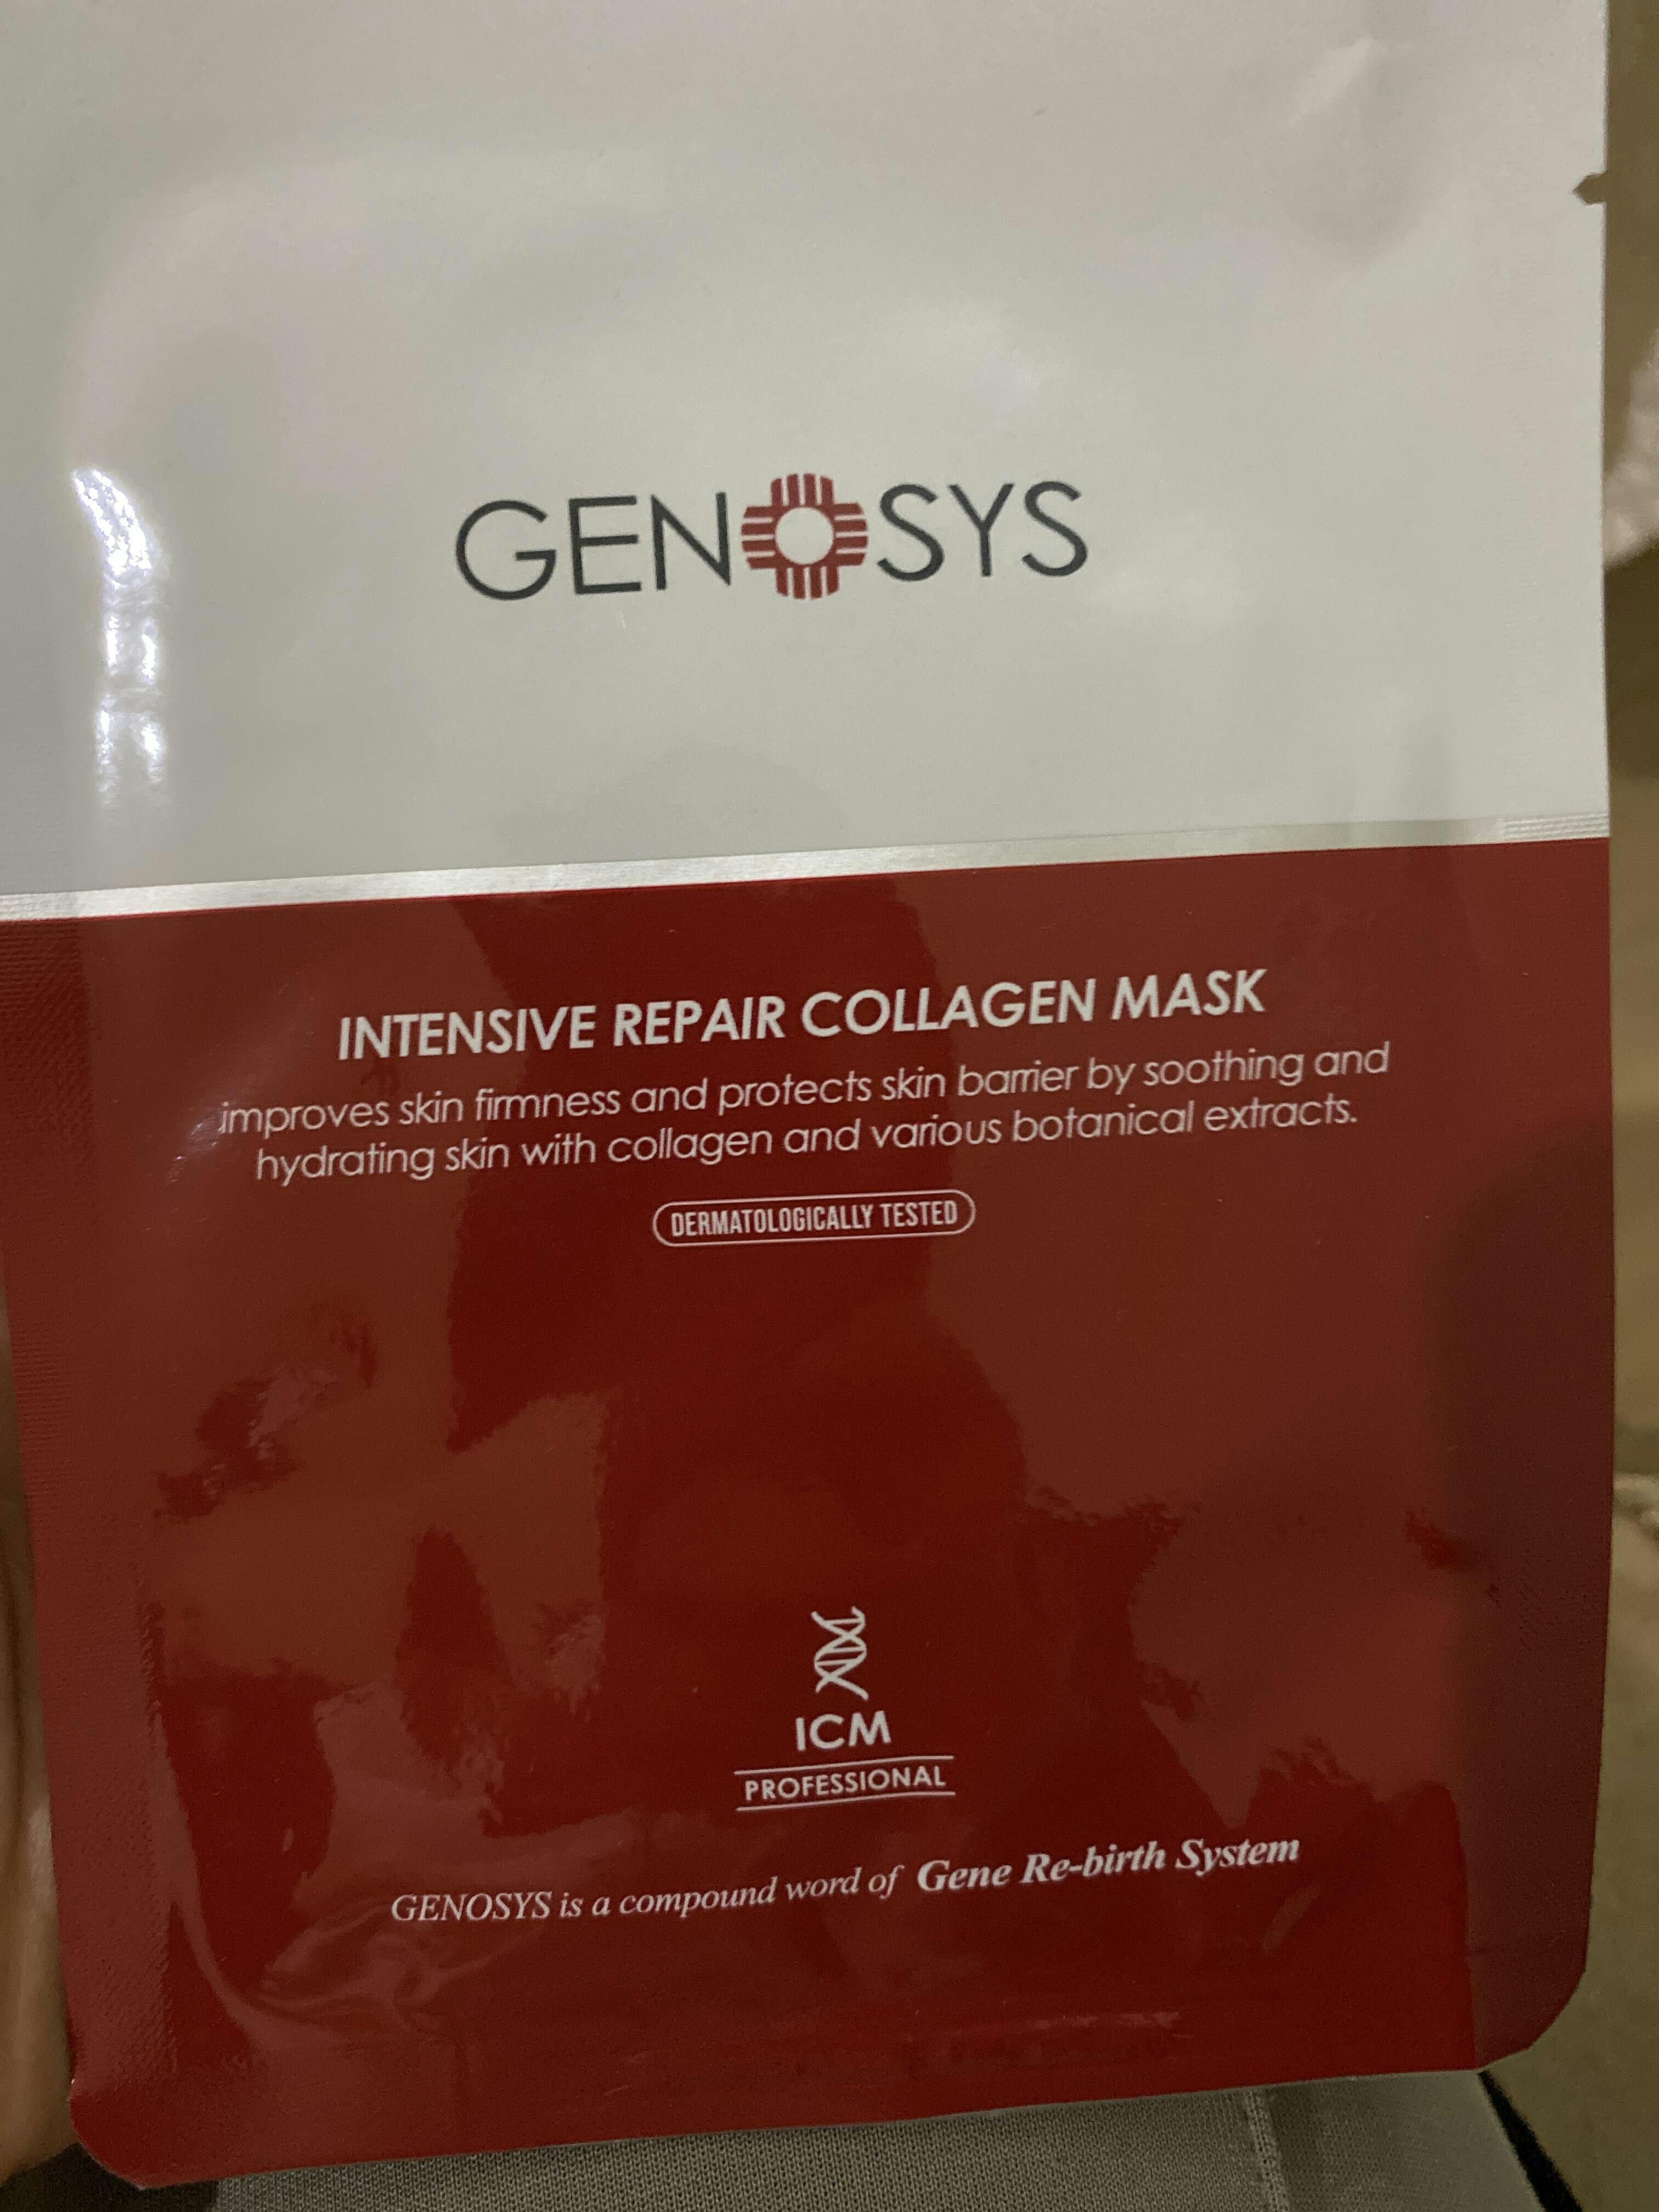 GENOSYS
INTENSIVE REPAIR COLLAGEN MASK
improves skin firmness and protects skin barrier by soothing and
hydrating skin with collagen and various botanical extracts.
DERMATOLOGICALLY TESTED
ICM
PROFESSIONAL
GENOSYS is a compound word of Gene Re-birth System